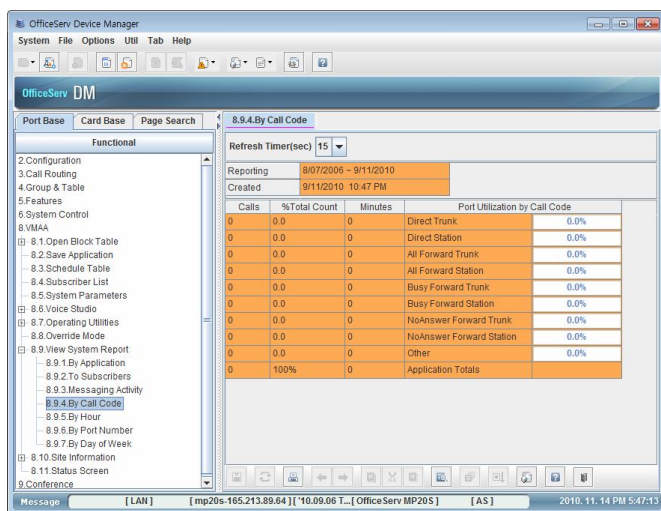 OfficeServ Device Manager
System File Options Util Tab Help
OfficeServ DM
Port Base Card Base Page Search
Functional
2.Configuration
3.Call Routing
4.Group & Table
5.Features
6.System Control
8.VMAA
8.1.Open Block Table
8.2.Save Application
8.3.Schedule Table
8.4.Subscriber List
8.5.System Parameters
8.6.Voice Studio
8.7.Operating Utilities
8.8.Override Mode
8.9.View System Report
8.9.1.By Application
8.9.2.To Subscribers
8.9.3.Messaging Activity
8.9.4.By Call Code
8.9.5.By Hour
8.9.6.By Port Number
8.9.7.By Day of Week
8.10.Site Information
8.11.Status Screen
9.Conference
8.9.4.By Call Code
Refresh Timer(sec) 15
Reporting 8/07/2006 ~ 9/11/2010
Created 9/11/2010 10:47 PM
Calls %Total Count Minutes Port Utilization by Call Code
0 0.0 0 Direct Trunk 0.0%
0 0.0 0 Direct Station 0.0%
0 0.0 0 All Forward Trunk 0.0%
0 0.0 0 All Forward Station 0.0%
0 0.0 0 Busy Forward Trunk 0.0%
0 0.0 0 Busy Forward Station 0.0%
0 0.0 0 NoAnswer Forward Trunk 0.0%
0 0.0 0 NoAnswer Forward Station 0.0%
0 0.0 0 Other 0.0%
0 100% 0 Application Totals
Message [LAN] [mp20s-165.213.89.64] ['10.09.06 T...[OfficeServ MP20S] [AS] 2010. 11. 14 PM 5:47:13